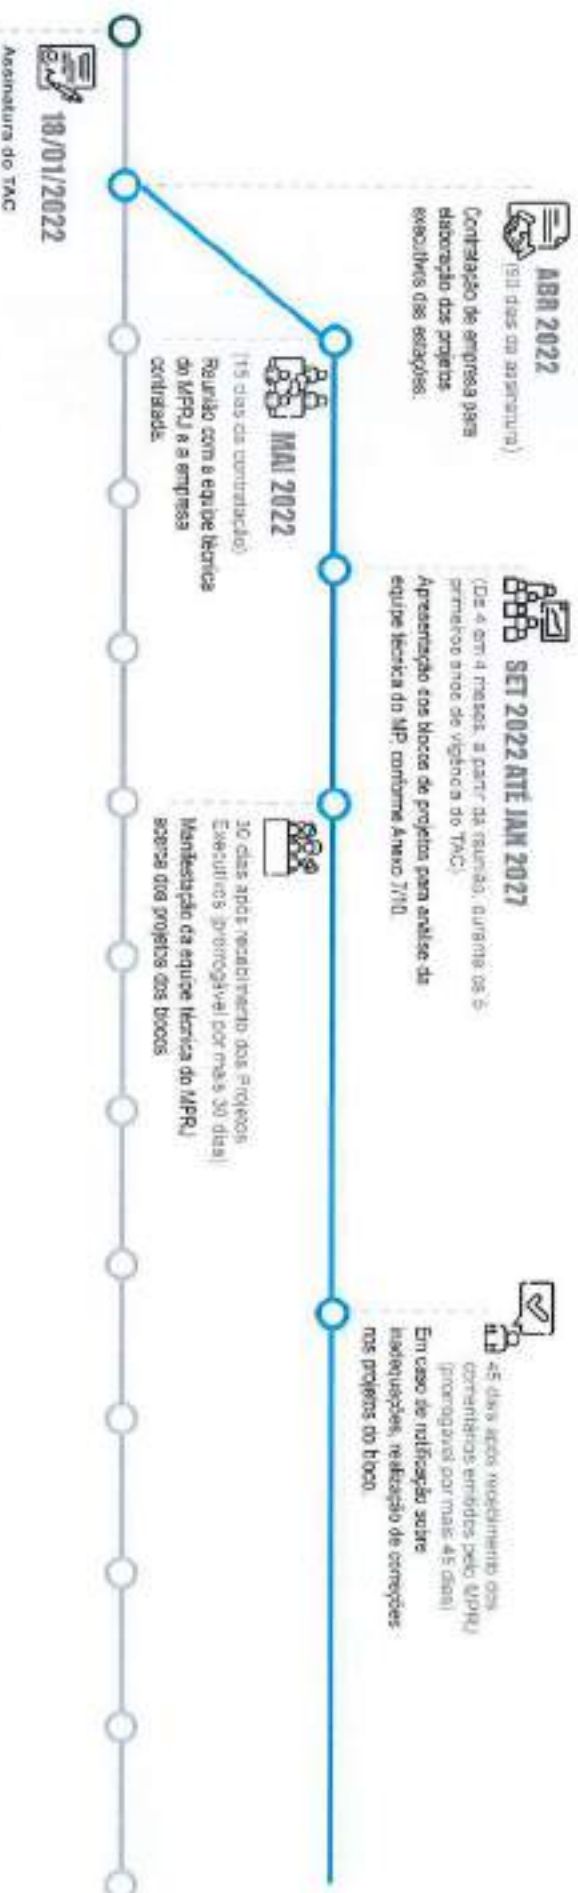 18/01/2022
Assinatura do TAC
ABR 2022
(90 dias da assinatura)
Contratação de empresa para
elaboração dos projetos
executivos das estações.
MAI 2022
(15 dias da contratação)
Reunião com a equipe técnica
do MPRJ e a empresa
contratada.
SET 2022 ATÉ JAN 2027
(De 4 em 4 meses, a partir da reunião, durante os 5
primeiros anos de vigência do TAC)
Apresentação dos blocos de projetos para análise da
equipe técnica do MP, conforme Anexo 7/10.
30 dias após recebimento dos Projetos
Executivos (prorrogável por mais 30 dias)
Manifestação da equipe técnica do MPRJ
acerca dos projetos dos blocos
45 dias após recebimento dos
comentários emitidos pelo MPRJ
(prorrogável por mais 45 dias)
Em caso de notificação sobre
inadequações, realização de correções
nos projetos do bloco.